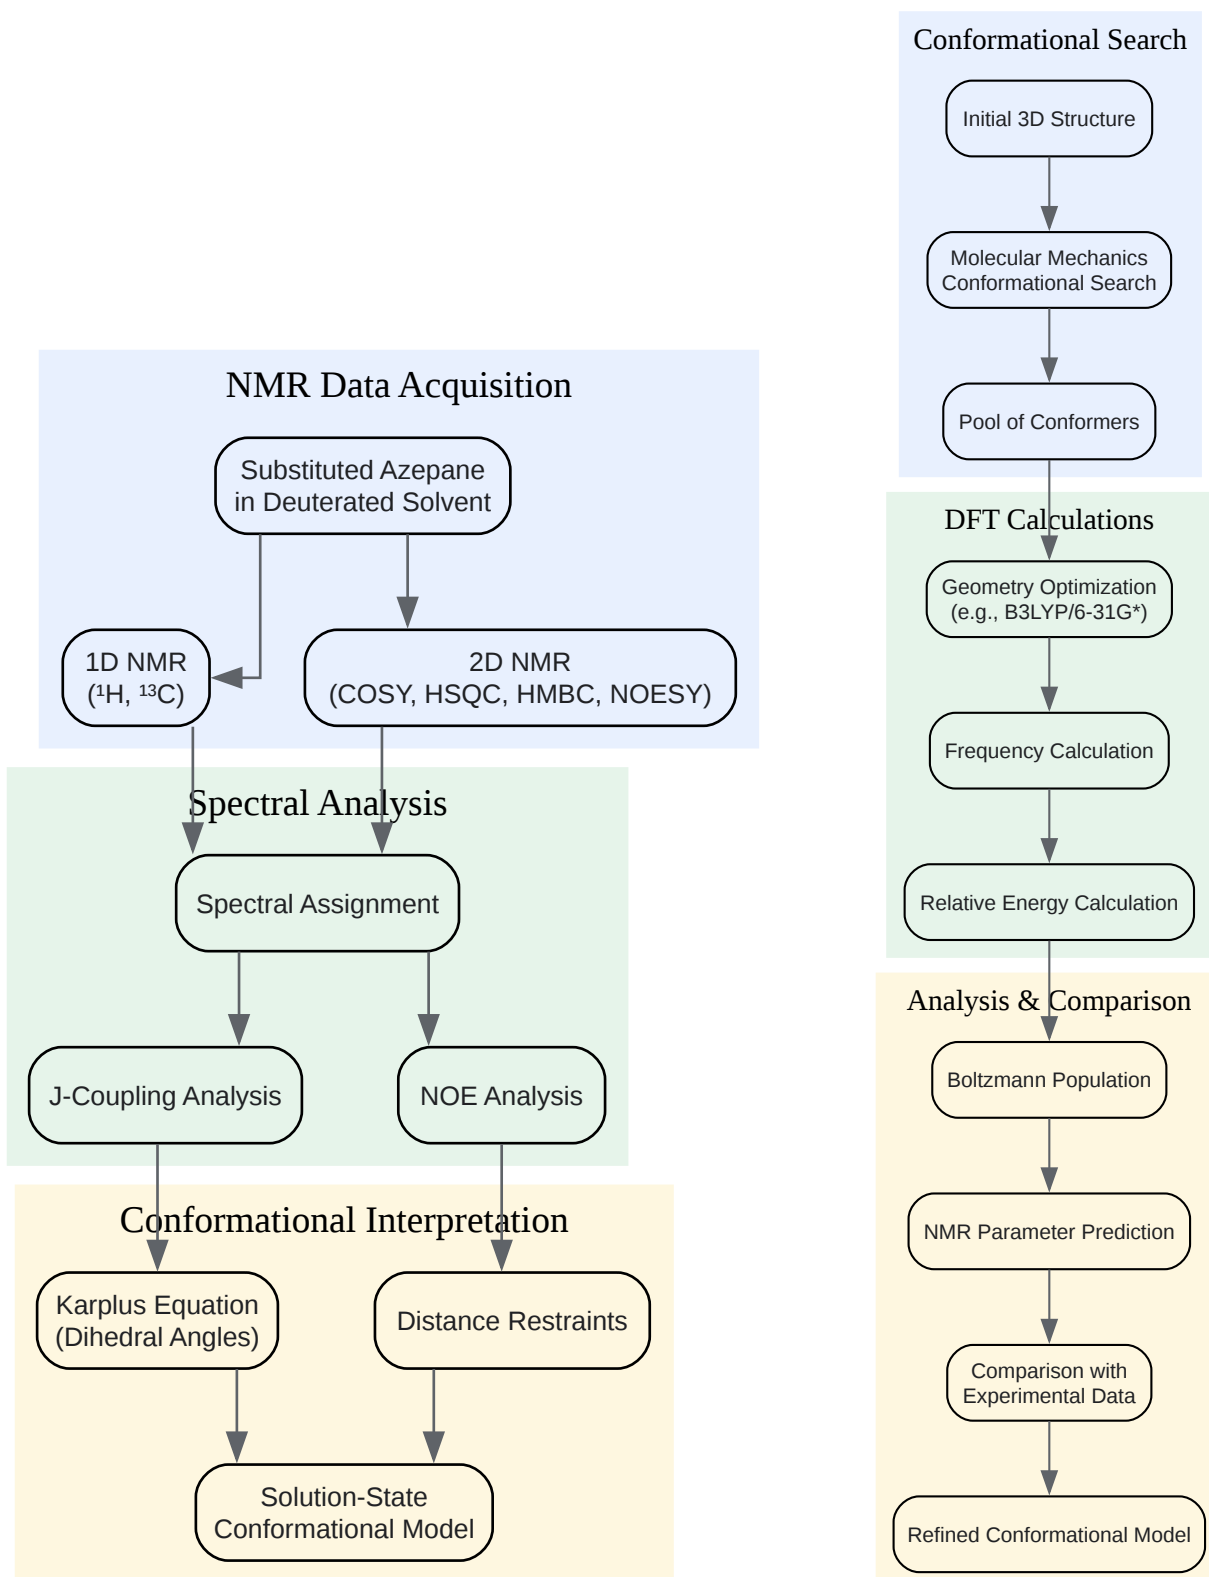 NMR Data Acquisition
Substituted Azepane
in Deuterated Solvent
1D NMR
(¹H, ¹³C)
2D NMR
(COSY, HSQC, HMBC, NOESY)
Spectral Analysis
Spectral Assignment
J-Coupling Analysis
NOE Analysis
Conformational Interpretation
Karplus Equation
(Dihedral Angles)
Distance Restraints
Solution-State
Conformational Model
Conformational Search
Initial 3D Structure
Molecular Mechanics
Conformational Search
Pool of Conformers
DFT Calculations
Geometry Optimization
(e.g., B3LYP/6-31G*)
Frequency Calculation
Relative Energy Calculation
Analysis & Comparison
Boltzmann Population
NMR Parameter Prediction
Comparison with
Experimental Data
Refined Conformational Model